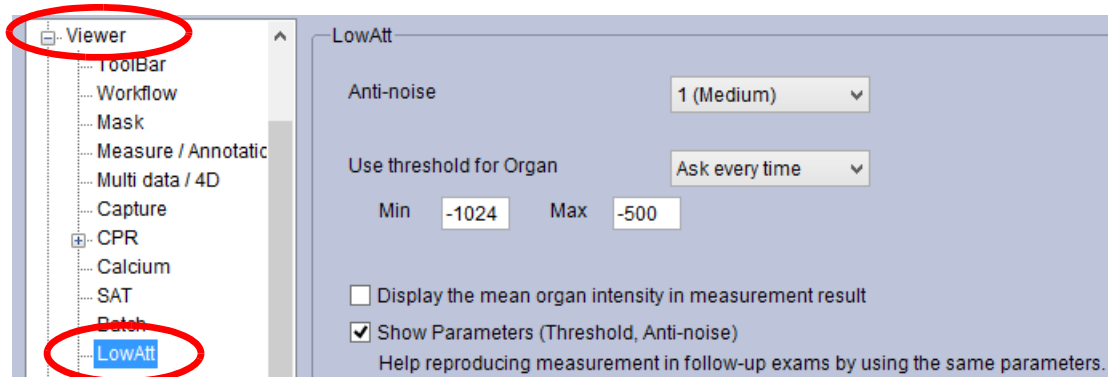 Viewer
ToolBar
Workflow
Mask
Measure / Annotatic
Multi data / 4D
Capture
CPR
Calcium
SAT
Batch
LowAtt
LowAtt
Anti-noise
1 (Medium)
Use threshold for Organ
Ask every time
Min -1024 Max -500
Display the mean organ intensity in measurement result
Show Parameters (Threshold, Anti-noise)
Help reproducing measurement in follow-up exams by using the same parameters.